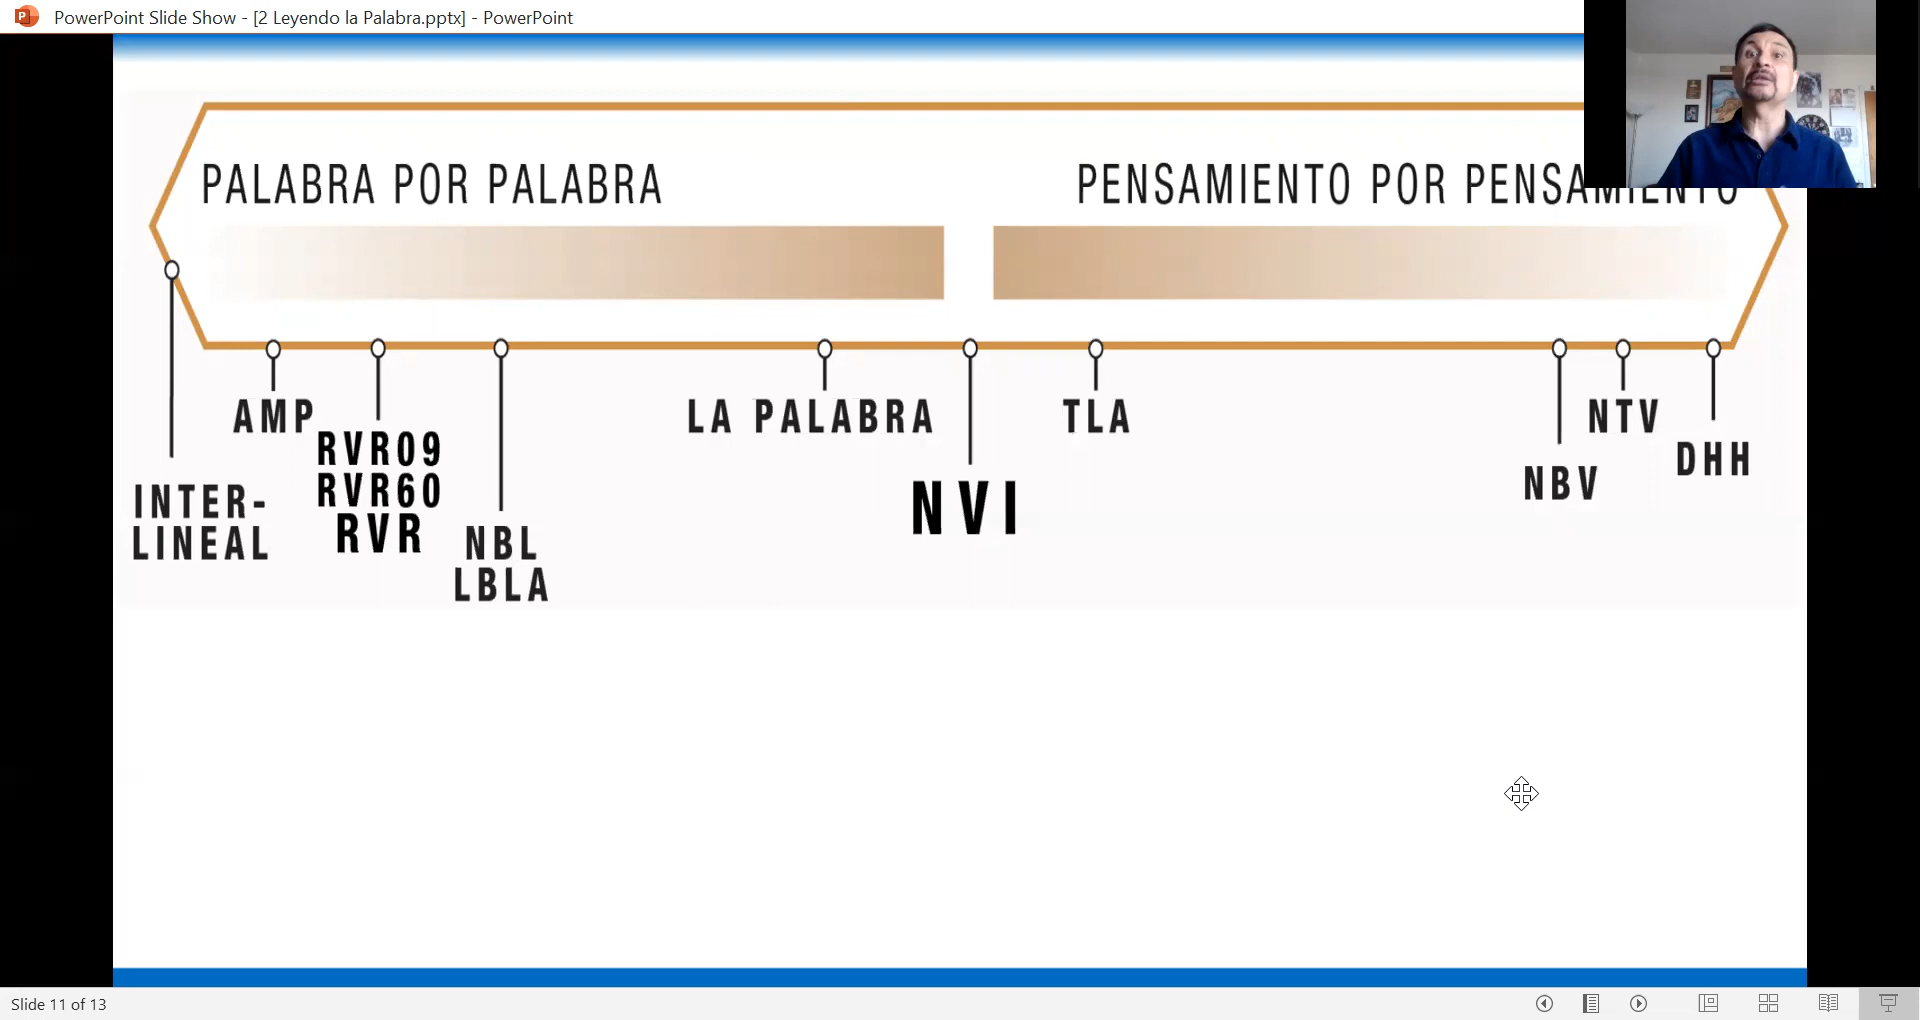 PowerPoint Slide Show - [2 Leyendo la Palabra.pptx] - PowerPoint
PALABRA POR PALABRA
PENSAMIENTO POR PENSAMIENTO
AMP
RVR09
RVR60
RVR
INTER-
LINEAL
NBL
LBLA
LA PALABRA
NVI
TLA
NBV
NTV
DHH
Slide 11 of 13